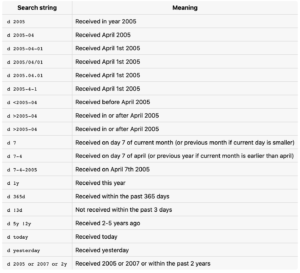 Search string Meaning
d 2005 Received in year 2005
d 2005-04 Received April 2005
d 2005-04-01 Received April 1st 2005
d 2005/04/01 Received April 1st 2005
d 2005.04.01 Received April 1st 2005
d 2005-4-1 Received April 1st 2005
d <2005-04 Received before April 2005
d >2005-04 Received in or after April 2005
d >2005-04 Received in or after April 2005
d 7 Received on day 7 of current month (or previous month if current day is smaller)
d 7-4 Received on day 7 of april (or previous year if current month is earlier than april)
d 7-4-2005 Received on April 7th 2005
d 1y Received this year
d 365d Received within the past 365 days
d !3d Not received within the past 3 days
d 5y !2y Received 2-5 years ago
d today Received today
d yesterday Received yesterday
d 2005 or 2007 or 2y Received 2005 or 2007 or within the past 2 years